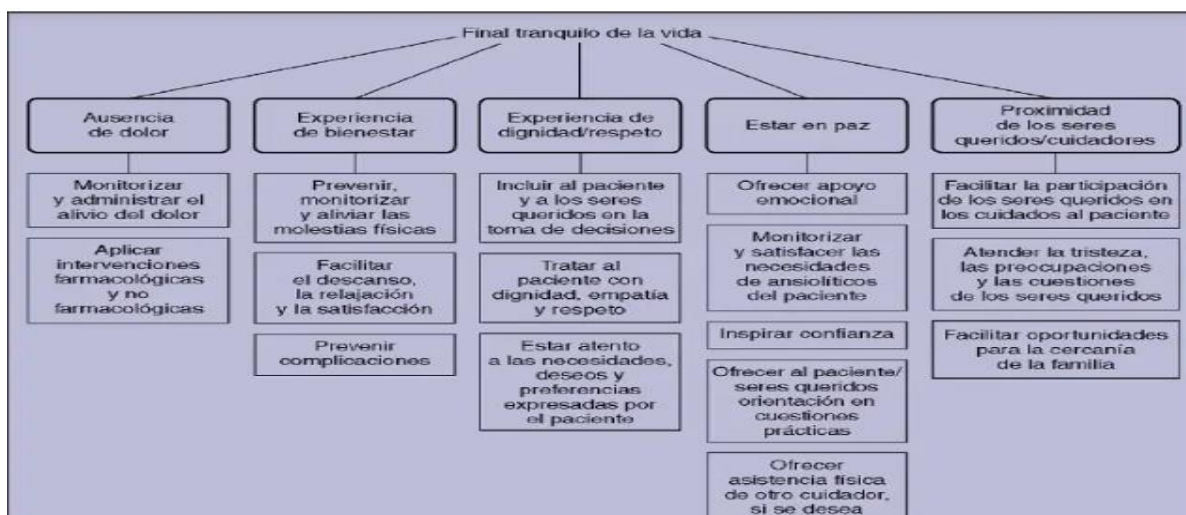 Final tranquilo de la vida
Ausencia
de dolor
Monitorizar
y administrar el
alivio del dolor
Aplicar
intervenciones
farmacológicas
y no
farmacológicas
Experiencia
de bienestar
Prevenir,
monitorizar
y aliviar las
molestias físicas
Facilitar
el descanso,
la relajación
y la satisfacción
Prevenir
complicaciones
Experiencia de
dignidad/respeto
Incluir al paciente
y a los seres
queridos en la
toma de decisiones
Tratar al
paciente con
dignidad, empatía
y respeto
Estar atento
a las necesidades,
deseos y
preferencias
expresadas por
el paciente
Estar en paz
Ofrecer apoyo
emocional
Monitorizar
y satisfacer las
necesidades
de ansiolíticos
del paciente
Inspirar confianza
Ofrecer al paciente/
seres queridos
orientación en
cuestiones
prácticas
Ofrecer
asistencia física
de otro cuidador,
si se desea
Proximidad
de los seres
queridos/cuidadores
Facilitar la participación
de los seres queridos en
los cuidados al paciente
Atender la tristeza,
las preocupaciones
y las cuestiones
de los seres queridos
Facilitar oportunidades
para la cercanía
de la familia